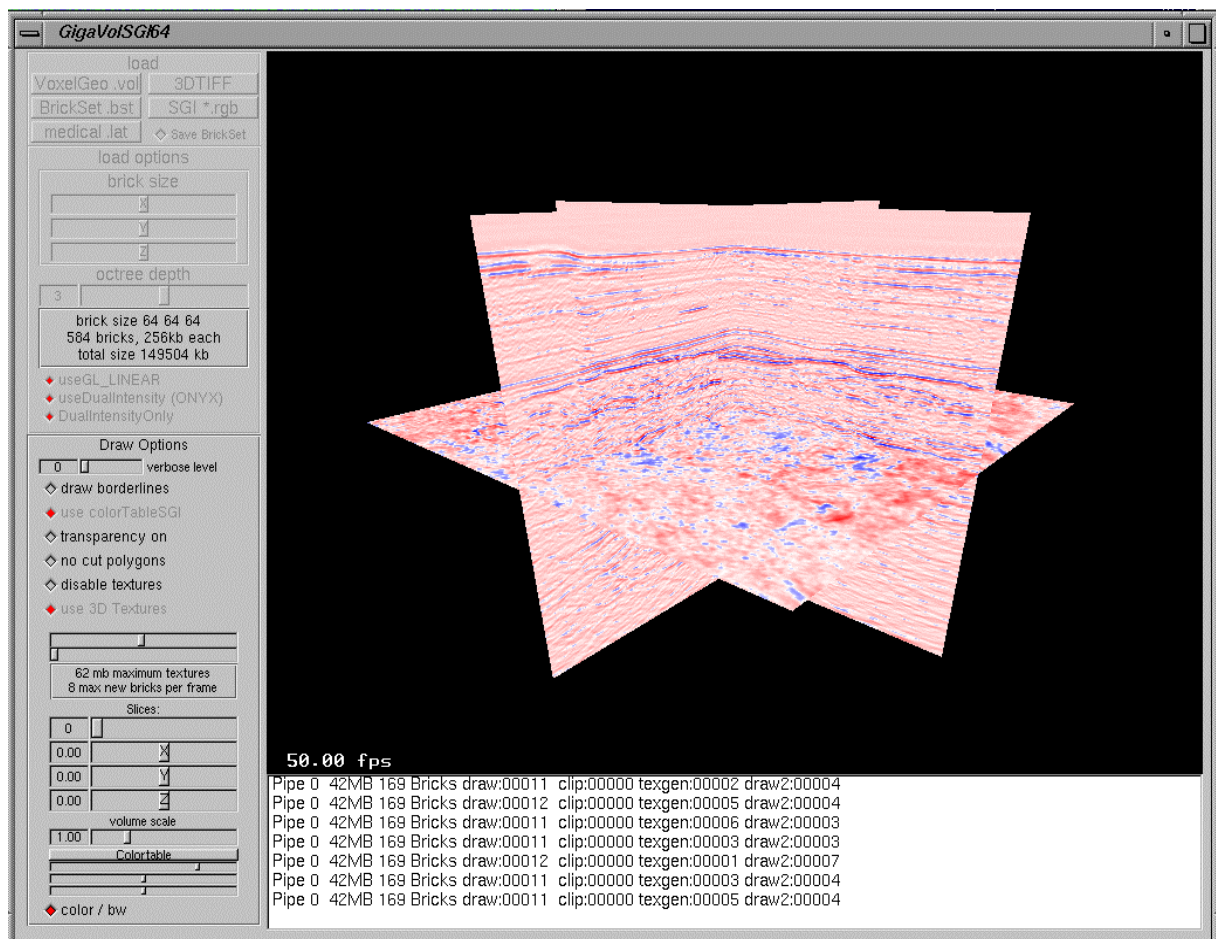 GigaVolSGI64
load
VoxelGeo .vol 3DTIFF
BrickSet .bst SGI *.rgb
medical .lat Save BrickSet
load options
brick size
X
Y
Z
octree depth
3
brick size 64 64 64
584 bricks, 256kb each
total size 149504 kb
useGL_LINEAR
useDualIntensity (ONYX)
DualIntensityOnly
Draw Options
0 verbose level
draw borderlines
use colorTableSGI
transparency on
no cut polygons
disable textures
use 3D Textures
62 mb maximum textures
8 max new bricks per frame
Slices:
0
0.00 X
0.00 Y
0.00 Z
volume scale
1.00
Colortable
color / bw
50.00 fps
Pipe 0 42MB 169 Bricks draw:00011 clip:00000 texgen:00002 draw2:00004
Pipe 0 42MB 169 Bricks draw:00012 clip:00000 texgen:00005 draw2:00004
Pipe 0 42MB 169 Bricks draw:00011 clip:00000 texgen:00006 draw2:00003
Pipe 0 42MB 169 Bricks draw:00011 clip:00000 texgen:00003 draw2:00003
Pipe 0 42MB 169 Bricks draw:00012 clip:00000 texgen:00001 draw2:00007
Pipe 0 42MB 169 Bricks draw:00011 clip:00000 texgen:00003 draw2:00004
Pipe 0 42MB 169 Bricks draw:00011 clip:00000 texgen:00005 draw2:00004